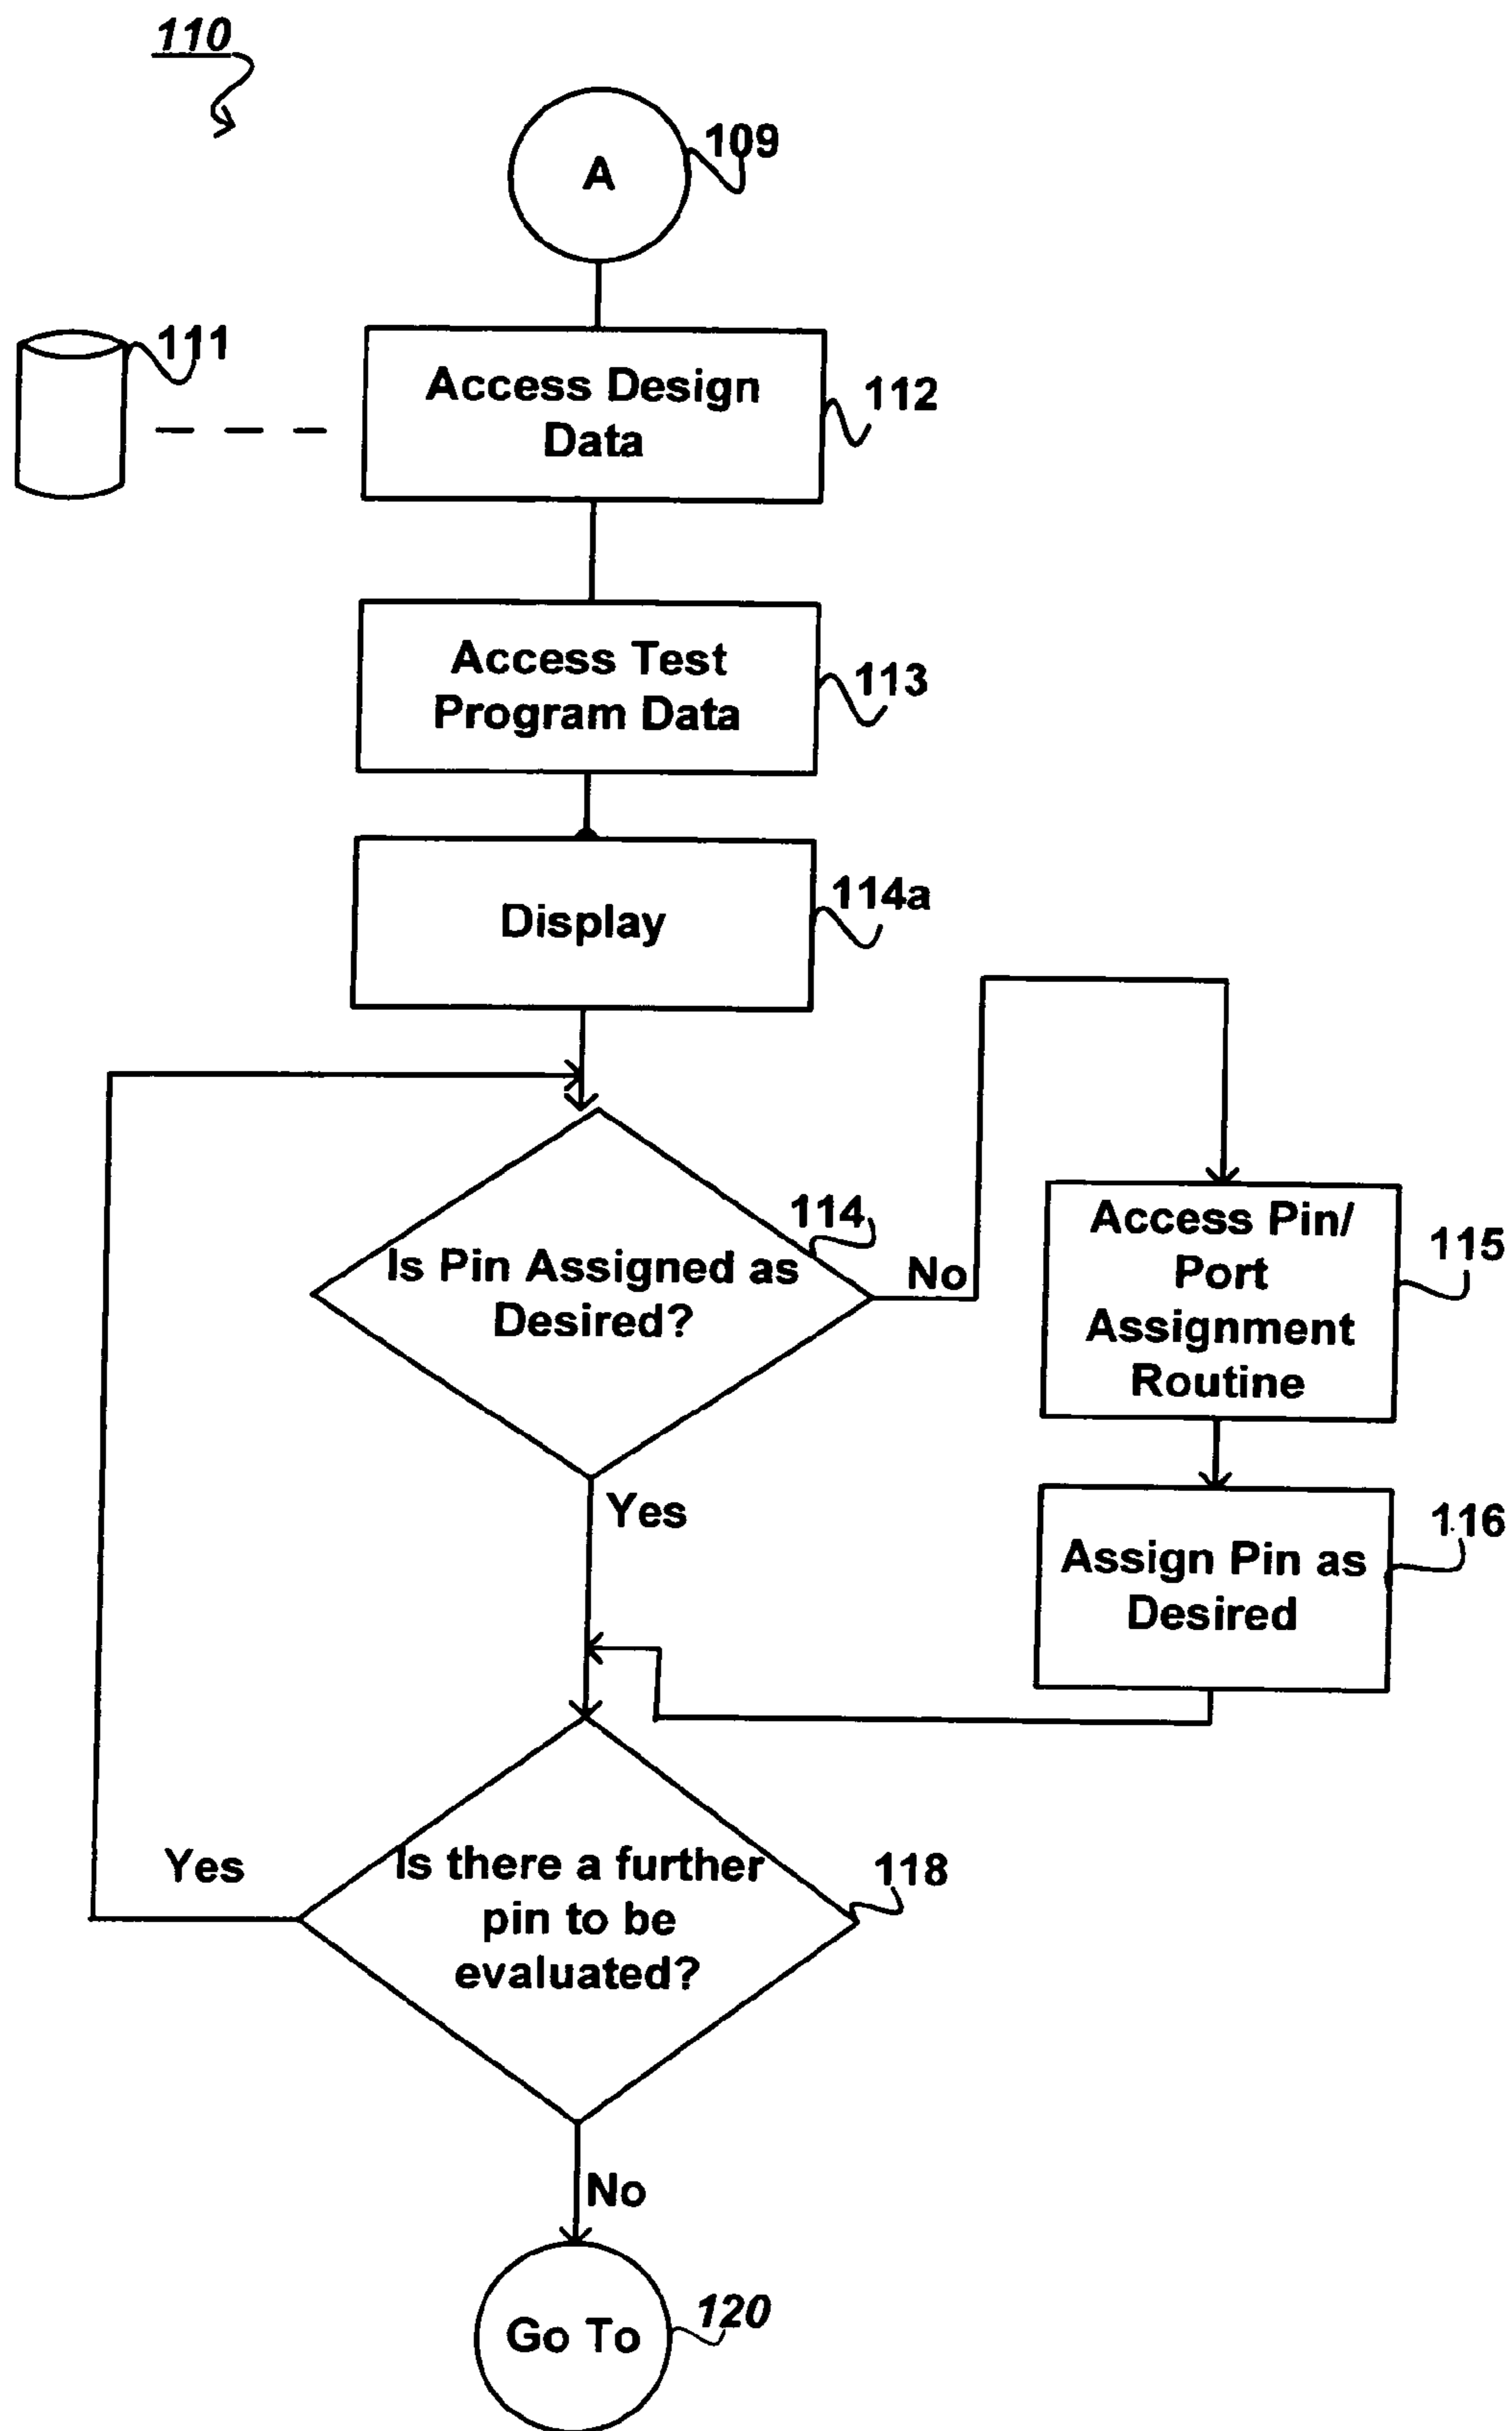 110
A
109
111
Access Design
Data
112
Access Test
Program Data
113
Display
114a
Is Pin Assigned as
Desired?
114
No
Access Pin/
Port
Assignment
Routine
115
Yes
Assign Pin as
Desired
116
Is there a further
pin to be
evaluated?
118
Yes
No
Go To
120